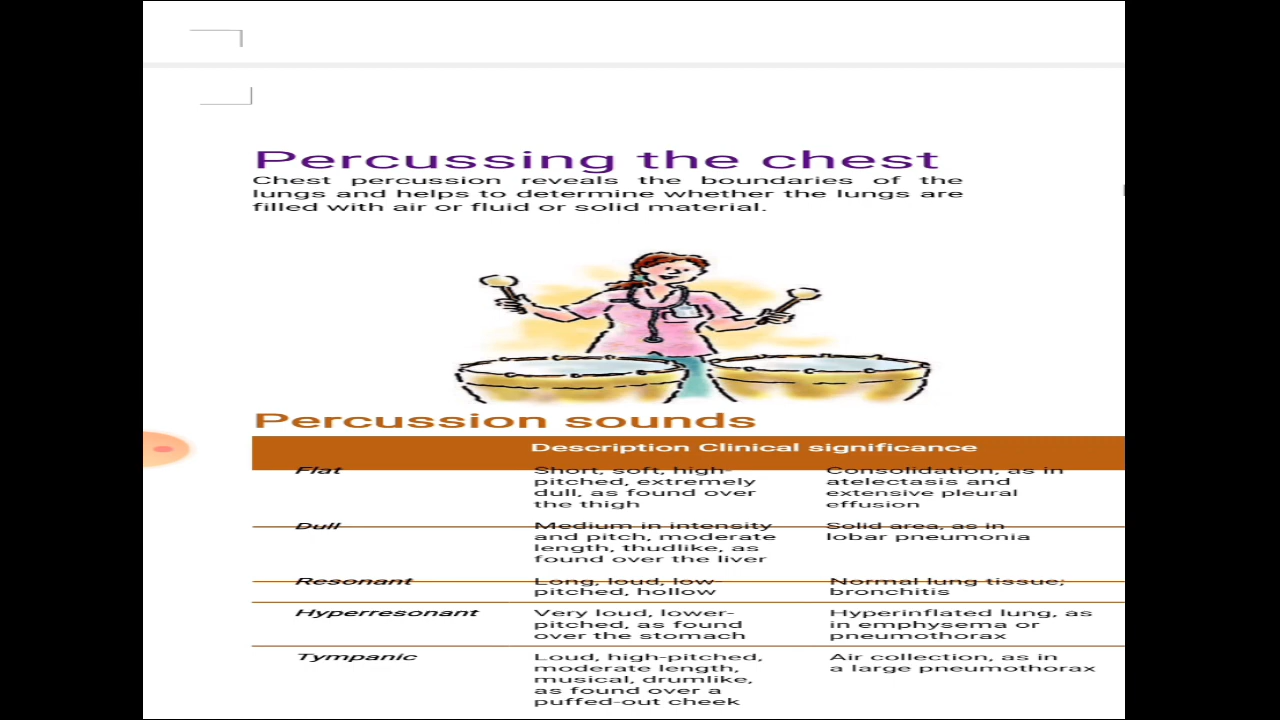 Percussing the chest
Chest percussion reveals the boundaries of the
lungs and helps to determine whether the lungs are
filled with air or fluid or solid material.
Percussion sounds
Description Clinical significance
Flat Short, soft, high- Consolidation, as in
pitched, extremely atelectasis and
dull, as found over extensive pleural
the thigh effusion
Dull Medium in intensity Solid area, as in
and pitch, moderate lobar pneumonia
length, thudlike, as
found over the liver
Resonant Long, loud, low- Normal lung tissue;
pitched, hollow bronchitis
Hyperresonant Very loud, lower- Hyperinflated lung, as
pitched, as found in emphysema or
over the stomach pneumothorax
Tympanic Loud, high-pitched, Air collection, as in
moderate length, a large pneumothorax
musical, drumlike,
as found over a
puffed-out cheek